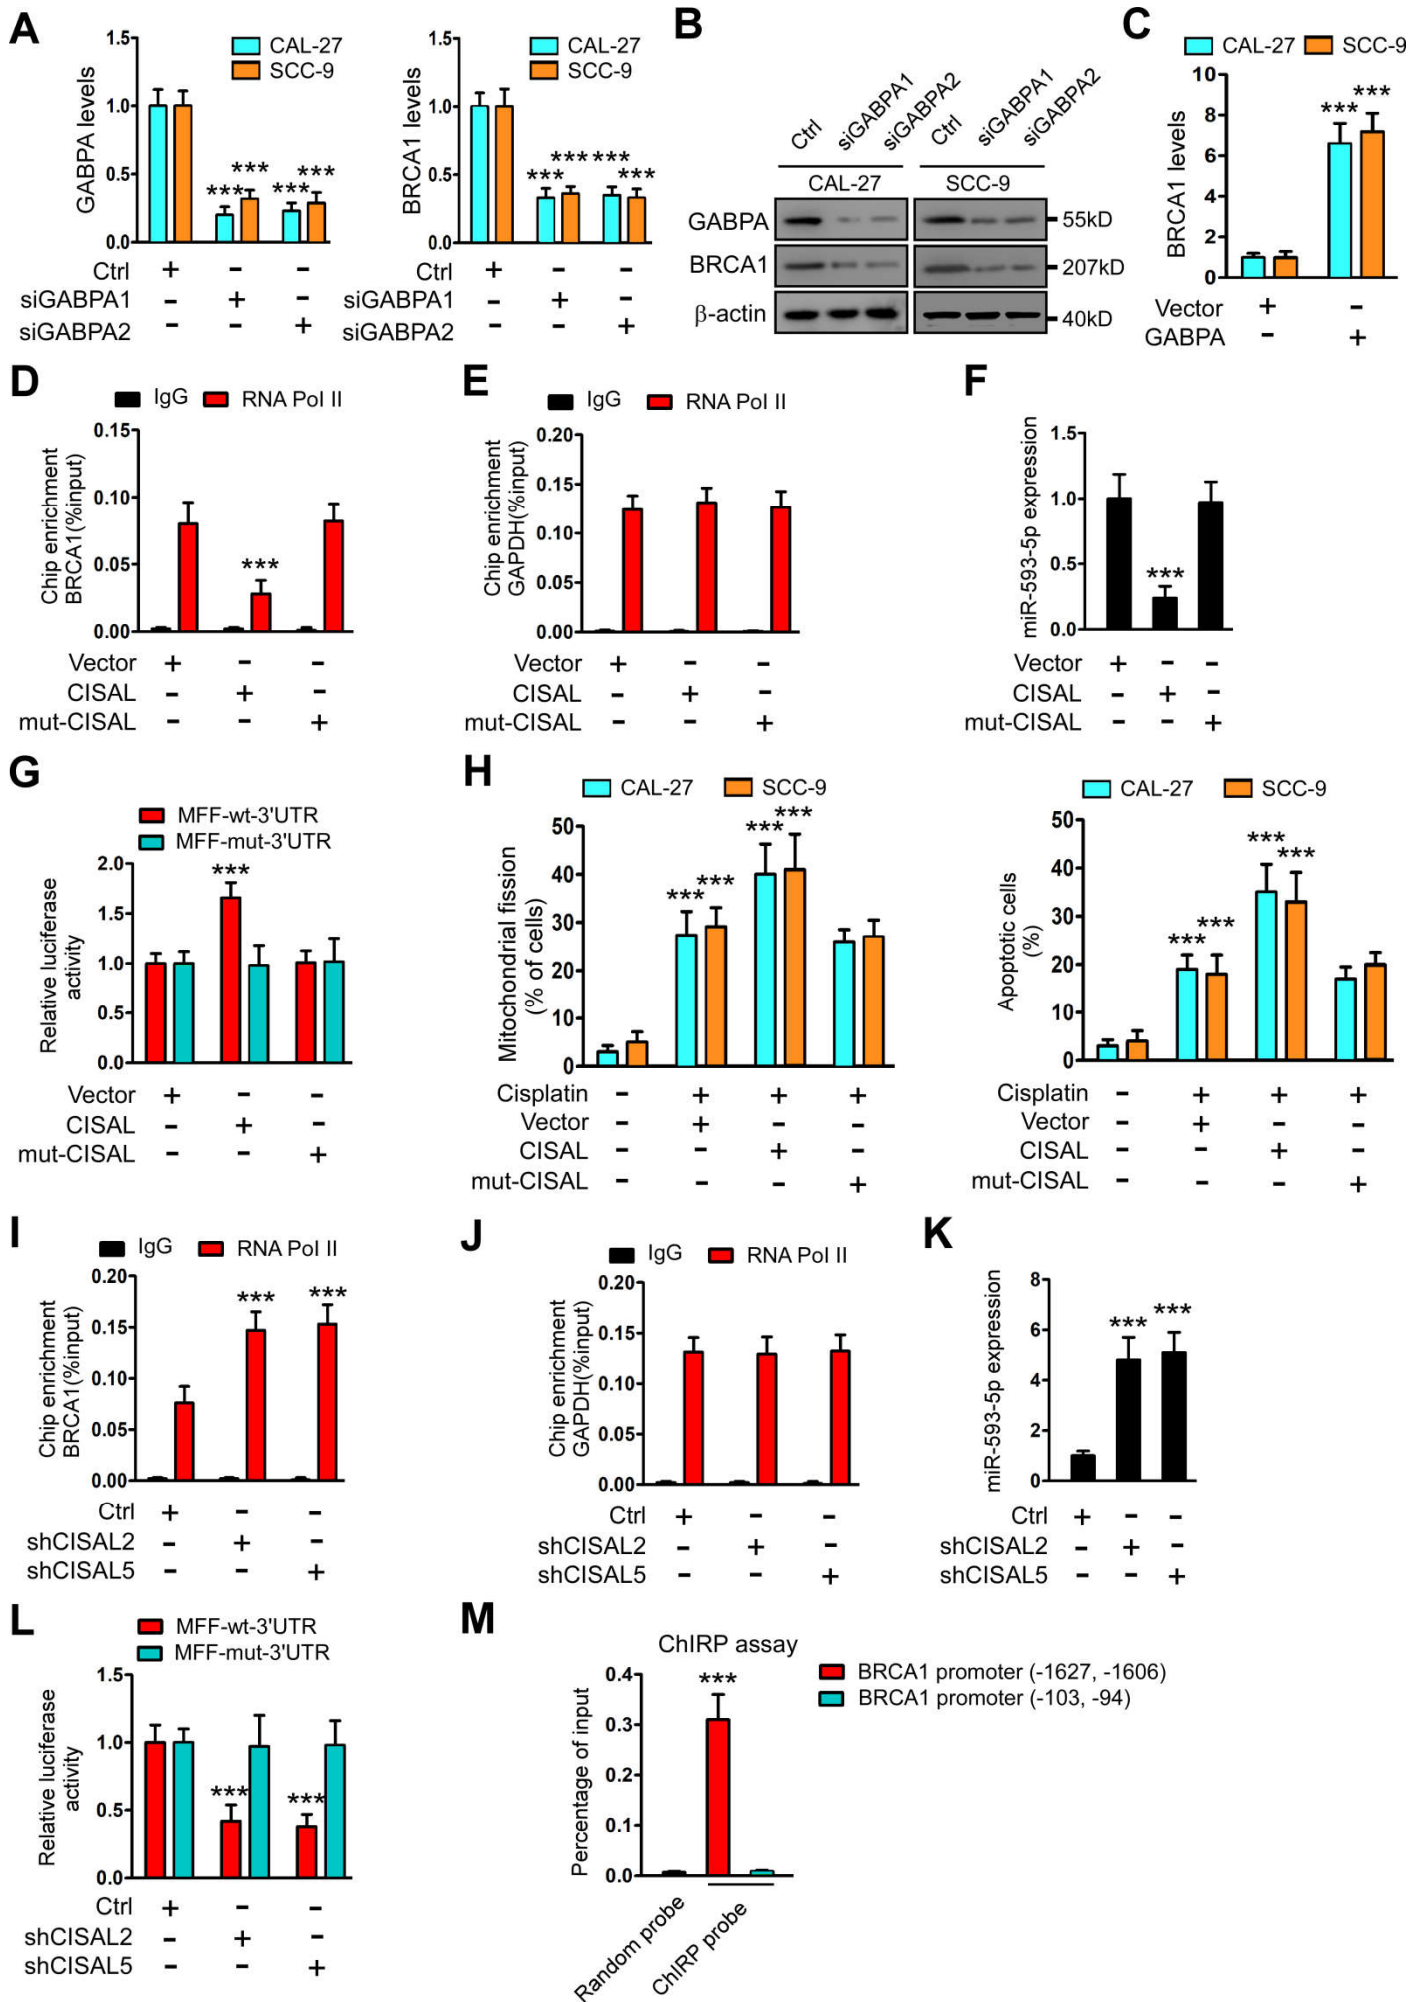 A
GABPA levels
1.5
1.0
0.5
0.0
CAL-27
SCC-9
*** *** *** ***
Ctrl + - -
siGABPA1 - + -
siGABPA2 - - +
BRCA1 levels
1.5
1.0
0.5
0.0
CAL-27
SCC-9
*** *** *** ***
Ctrl + - -
siGABPA1 - + -
siGABPA2 - - +
B
Ctrl siGABPA1 siGABPA2 Ctrl siGABPA1 siGABPA2
CAL-27 SCC-9
GABPA 55kD
BRCA1 207kD
β-actin 40kD
C
CAL-27 SCC-9
BRCA1 levels
10
8
6
4
2
0
*** ***
Vector + -
GABPA - +
D
IgG RNA Pol II
Chip enrichment
BRCA1(%input)
0.15
0.10
0.05
0.00
***
Vector + - -
CISAL - + -
mut-CISAL - - +
E
IgG RNA Pol II
Chip enrichment
GAPDH(%input)
0.20
0.15
0.10
0.05
0.00
Vector + - -
CISAL - + -
mut-CISAL - - +
F
miR-593-5p expression
1.5
1.0
0.5
0.0
***
Vector + - -
CISAL - + -
mut-CISAL - - +
G
MFF-wt-3'UTR
MFF-mut-3'UTR
Relative luciferase
activity
2.0
1.5
1.0
0.5
0.0
***
Vector + - -
CISAL - + -
mut-CISAL - - +
H
CAL-27 SCC-9
Mitochondrial fission
(% of cells)
50
40
30
20
10
0
*** *** *** ***
Cisplatin - + + +
Vector - + - -
CISAL - - + -
mut-CISAL - - - +
CAL-27 SCC-9
Apoptotic cells
(%)
50
40
30
20
10
0
*** *** *** ***
Cisplatin - + + +
Vector - + - -
CISAL - - + -
mut-CISAL - - - +
I
IgG RNA Pol II
Chip enrichment
BRCA1(%input)
0.20
0.15
0.10
0.05
0.00
*** ***
Ctrl + - -
shCISAL2 - + -
shCISAL5 - - +
J
IgG RNA Pol II
Chip enrichment
GAPDH(%input)
0.20
0.15
0.10
0.05
0.00
Ctrl + - -
shCISAL2 - + -
shCISAL5 - - +
K
miR-593-5p expression
8
6
4
2
0
*** ***
Ctrl + - -
shCISAL2 - + -
shCISAL5 - - +
L
MFF-wt-3'UTR
MFF-mut-3'UTR
Relative luciferase
activity
1.5
1.0
0.5
0.0
*** ***
Ctrl + - -
shCISAL2 - + -
shCISAL5 - - +
M
ChIRP assay
Percentage of input
0.4
0.3
0.2
0.1
0.0
***
BRCA1 promoter (-1627, -1606)
BRCA1 promoter (-103, -94)
Random probe
ChIRP probe